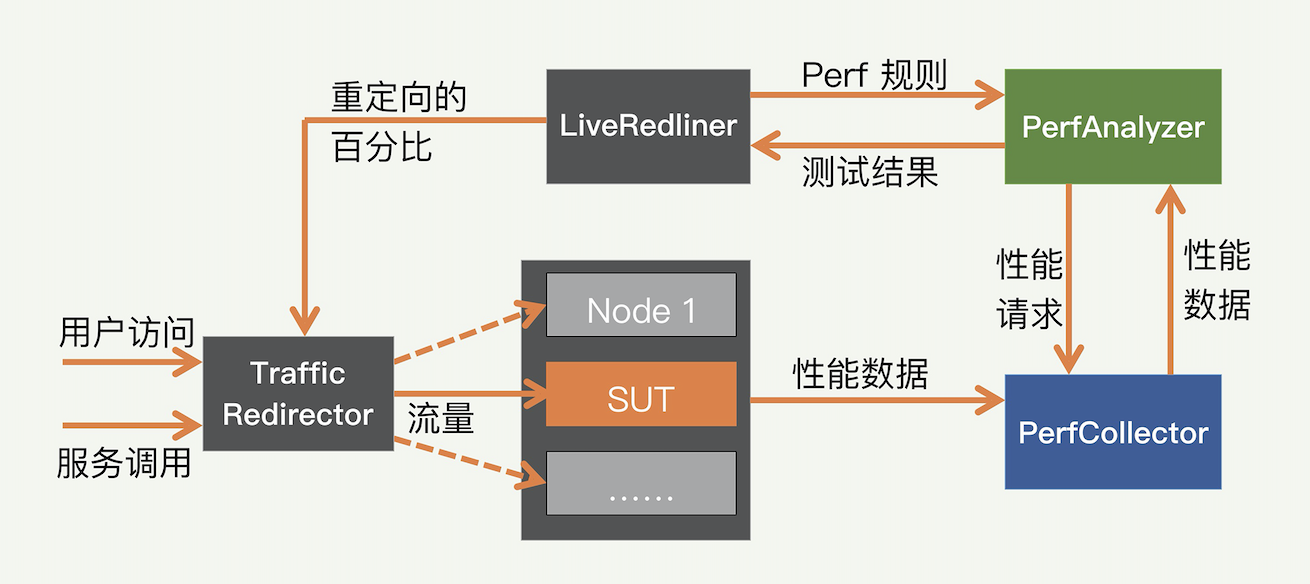 重定向的
百分比
LiveRedliner
Perf 规则
测试结果
PerfAnalyzer
性能
请求
性能
数据
用户访问
服务调用
Traffic
Redirector
流量
Node 1
SUT
......
性能数据
PerfCollector